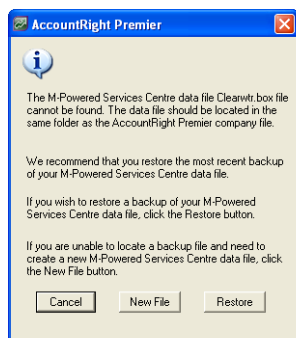 AccountRight Premier
The M-Powered Services Centre data file Clearwtr.box file
cannot be found. The data file should be located in the
same folder as the AccountRight Premier company file.
We recommend that you restore the most recent backup
of your M-Powered Services Centre data file.
If you wish to restore a backup of your M-Powered
Services Centre data file, click the Restore button.
If you are unable to locate a backup file and need to
create a new M-Powered Services Centre data file, click
the New File button.
Cancel New File Restore